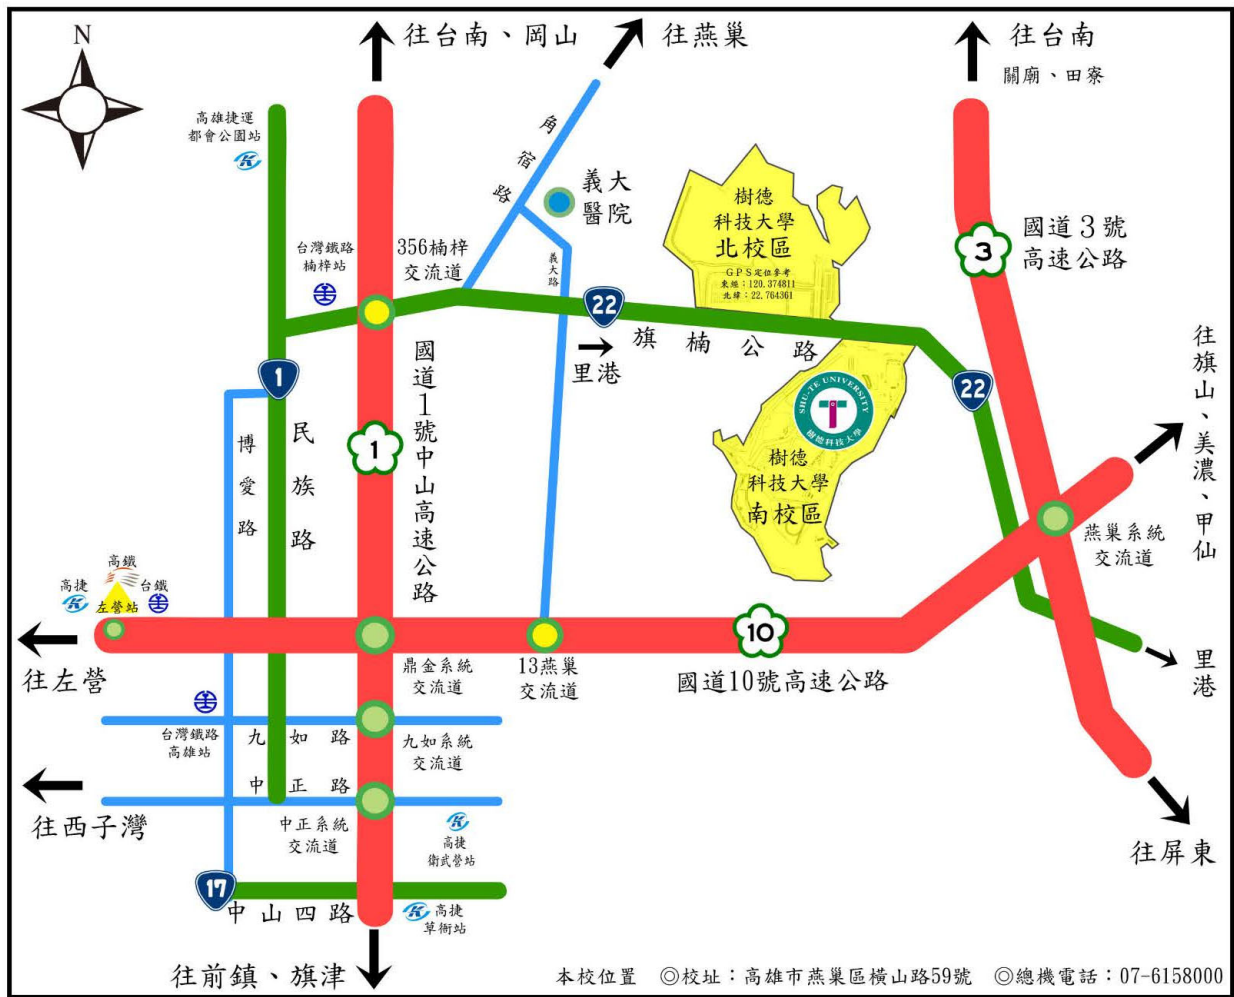 N
往台南、岡山
往燕巢
往台南
關廟、田寮
高雄捷運
都會公園站
角宿路
義大
醫院
樹德
科技大學
北校區
GPS定位參考
東經：120.374811
北緯：22.764361
3
國道3號
高速公路
台灣鐵路
楠梓站
356楠梓
交流道
義大路
22
旗楠公路
里港
1
國道1號中山高速公路
1
民族路
博愛路
SHU-TE UNIVERSITY
樹德科技大學
22
往旗山、美濃、甲仙
樹德
科技大學
南校區
燕巢系統
交流道
高鐵
高捷
台鐵
左營站
往左營
鼎金系統
交流道
13燕巢
交流道
10
國道10號高速公路
里港
台灣鐵路
高雄站
九如路
九如系統
交流道
中正路
往西子灣
中正系統
交流道
高捷
衛武營站
往屏東
17
中山四路
高捷
草衙站
往前鎮、旗津
本校位置 ◎校址：高雄市燕巢區橫山路59號 ◎總機電話：07-6158000